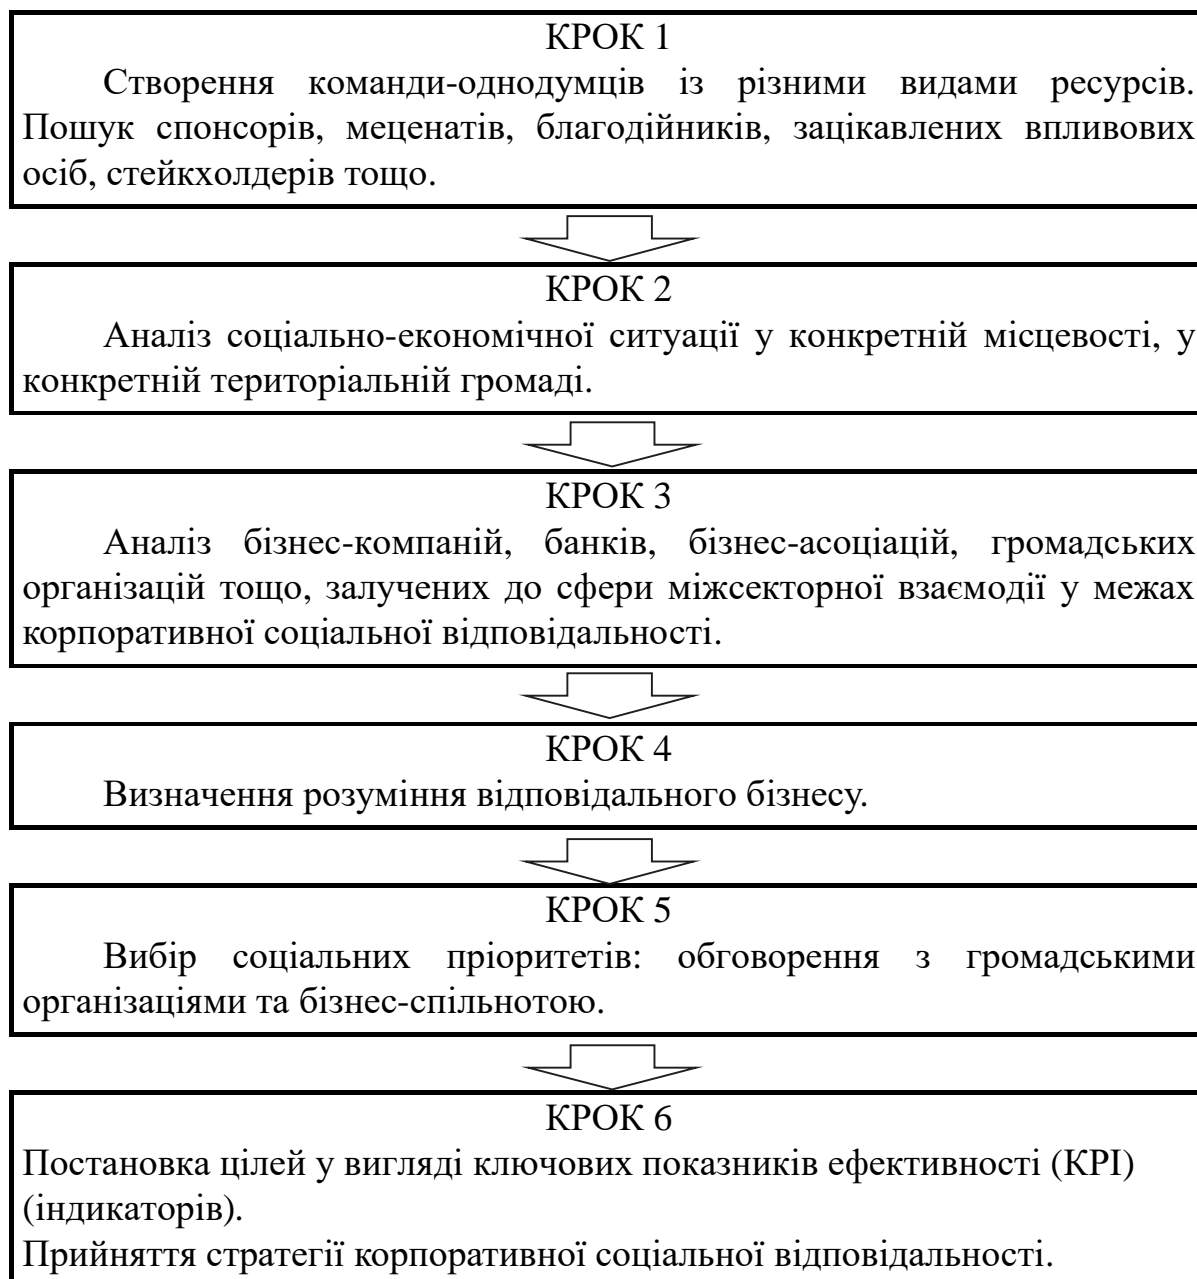 КРОК 1
Створення команди-однодумців із різними видами ресурсів.
Пошук спонсорів, меценатів, благодійників, зацікавлених впливових
осіб, стейкхолдерів тощо.
КРОК 2
Аналіз соціально-економічної ситуації у конкретній місцевості, у
конкретній територіальній громаді.
КРОК 3
Аналіз бізнес-компаній, банків, бізнес-асоціацій, громадських
організацій тощо, залучених до сфери міжсекторної взаємодії у межах
корпоративної соціальної відповідальності.
КРОК 4
Визначення розуміння відповідального бізнесу.
КРОК 5
Вибір соціальних пріоритетів: обговорення з громадськими
організаціями та бізнес-спільнотою.
КРОК 6
Постановка цілей у вигляді ключових показників ефективності (КРІ)
(індикаторів).
Прийняття стратегії корпоративної соціальної відповідальності.